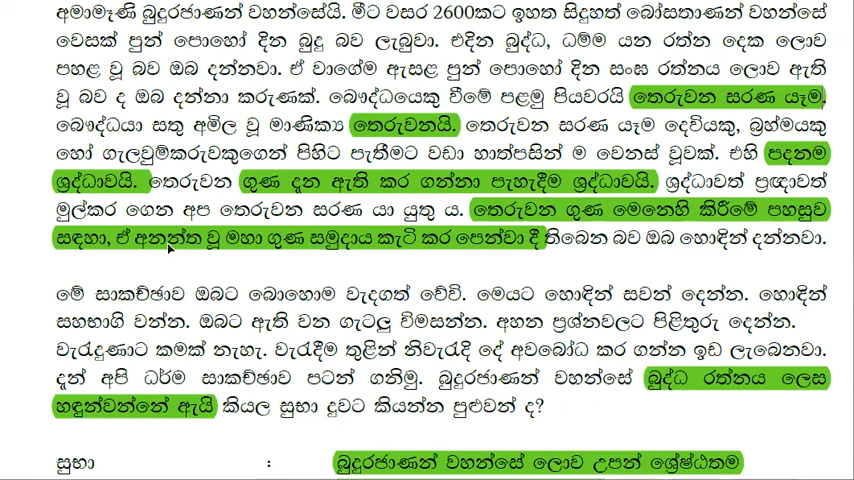 අමාමෑණි බුදුරජාණන් වහන්සේයි. මීට වසර 2600කට ඉහත සිදුහත් බෝසතාණන් වහන්සේ
වෙසක් පුන් පොහෝ දින බුදු බව ලැබුවා. එදින බුද්ධ, ධම්ම යන රත්න දෙක ලොව
පහළ වූ බව ඔබ දන්නවා. ඒ වාගේම ඇසළ පුන් පොහෝ දින සංඝ රත්නය ලොව ඇති
වූ බව ද ඔබ දන්නා කරුණක්. බෞද්ධයෙකු වීමේ පළමු පියවරයි තෙරුවන සරණ යෑම.
බෞද්ධයා සතු අමිල වූ මාණික්‍ය තෙරුවනයි. තෙරුවන සරණ යෑම දෙවියකු, බ්‍රහ්මයකු
හෝ ගැලවුම්කරුවකුගෙන් පිහිට පැතීමට වඩා හාත්පසින් ම වෙනස් වූවක්. එහි පදනම
ශ්‍රද්ධාවයි. තෙරුවන ගුණ දැන ඇති කර ගන්නා පැහැදීම ශ්‍රද්ධාවයි. ශ්‍රද්ධාවත් ප්‍රඥාවත්
මුල්කර ගෙන අප තෙරුවන සරණ යා යුතු ය. තෙරුවන ගුණ මෙනෙහි කිරීමේ පහසුව
සඳහා, ඒ අනන්ත වූ මහා ගුණ සමුදාය කැටි කර පෙන්වා දී තිබෙන බව ඔබ හොඳින් දන්නවා.
මේ සාකච්ඡාව ඔබට බොහොම වැදගත් වේවි. මෙයට හොඳින් සවන් දෙන්න. හොඳින්
සහභාගි වන්න. ඔබට ඇති වන ගැටලු විමසන්න. අහන ප්‍රශ්නවලට පිළිතුරු දෙන්න.
වැරැදුණාට කමක් නැහැ. වැරැදීම තුළින් නිවැරැදි දේ අවබෝධ කර ගන්න ඉඩ ලැබෙනවා.
දැන් අපි ධර්ම සාකච්ඡාව පටන් ගනිමු. බුදුරජාණන් වහන්සේ බුද්ධ රත්නය ලෙස
හඳුන්වන්නේ ඇයි කියල සුභා දුවට කියන්න පුළුවන් ද?
සුභා : බුදුරජාණන් වහන්සේ ලොව උපන් ශ්‍රේෂ්ඨතම